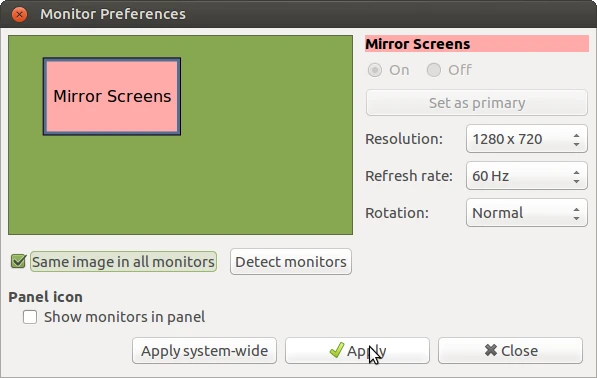 Monitor Preferences
Mirror Screens
Mirror Screens
On Off
Set as primary
Resolution: 1280 x 720
Refresh rate: 60 Hz
Rotation: Normal
Same image in all monitors Detect monitors
Panel icon
Show monitors in panel
Apply system-wide Apply Close